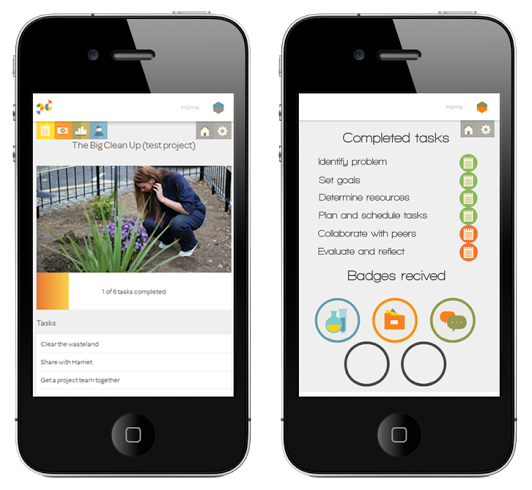 Home
The Big Clean Up (test project)
1 of 6 tasks completed
Tasks
Clear the wasteland
Share with Harriet
Get a project team together
Home
Completed tasks
Identify problem
Set goals
Determine resources
Plan and schedule tasks
Collaborate with peers
Evaluate and reflect
Badges recived